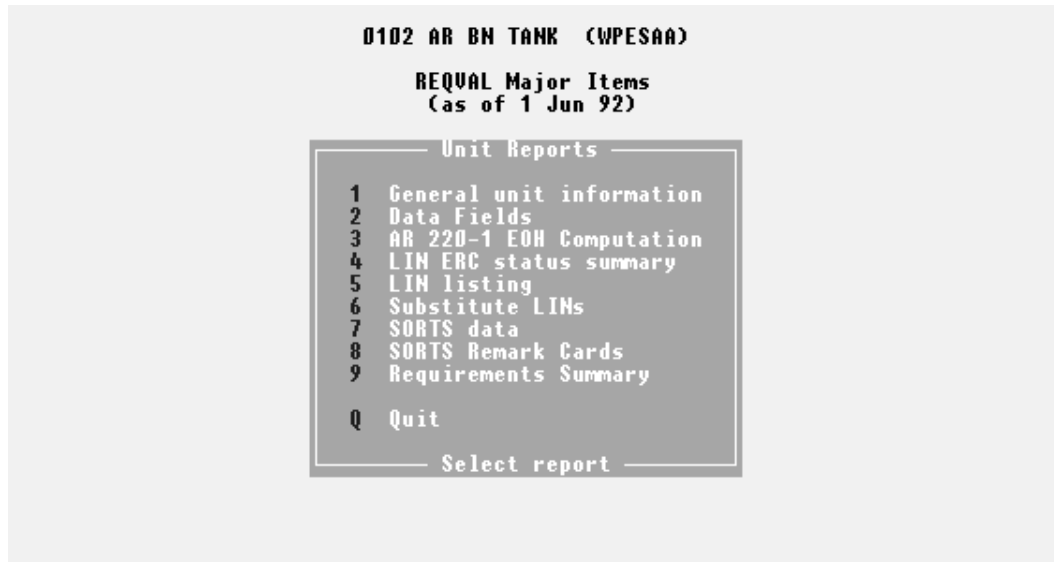 0102 AR BN TANK (WPESAA)
REQVAL Major Items
(as of 1 Jun 92)
Unit Reports
1 General unit information
2 Data Fields
3 AR 220-1 EOH Computation
4 LIN ERC status summary
5 LIN listing
6 Substitute LINs
7 SORTS data
8 SORTS Remark Cards
9 Requirements Summary
Q Quit
Select report